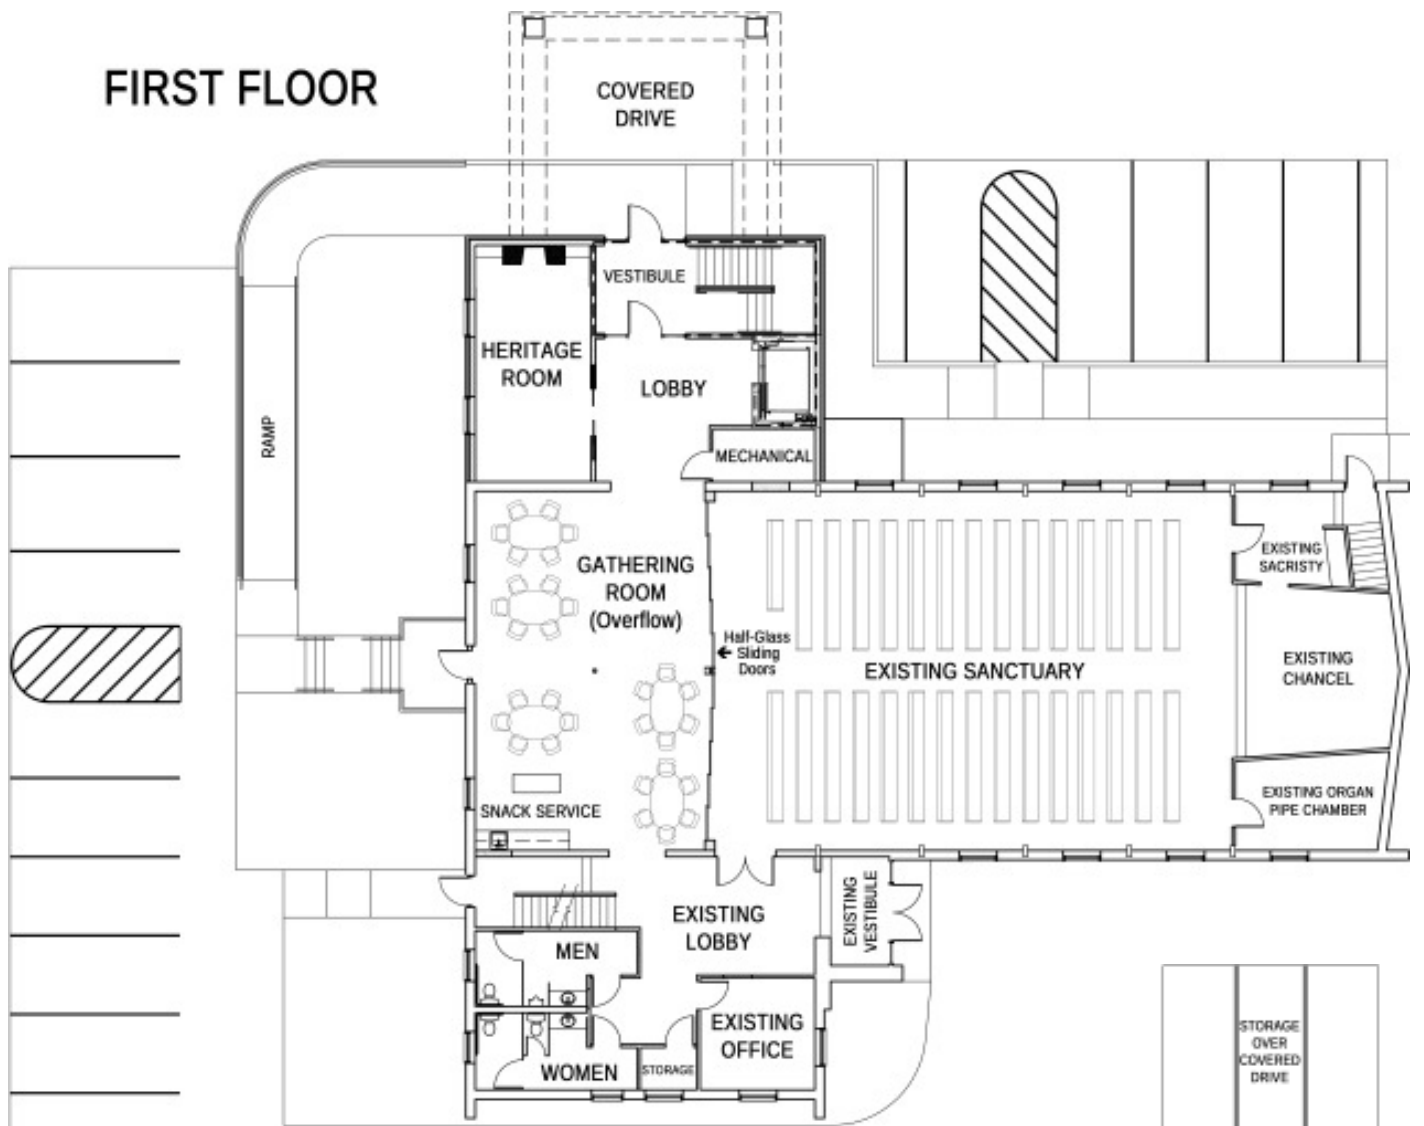 FIRST FLOOR
COVERED
DRIVE
VESTIBULE
HERITAGE
ROOM
LOBBY
RAMP
MECHANICAL
GATHERING
ROOM
(Overflow)
Half-Glass
Sliding
Doors
EXISTING SANCTUARY
EXISTING
SACRISTY
EXISTING
CHANCEL
EXISTING ORGAN
PIPE CHAMBER
SNACK SERVICE
EXISTING
LOBBY
EXISTING
VESTIBULE
MEN
EXISTING
OFFICE
WOMEN
STORAGE
STORAGE
OVER
COVERED
DRIVE